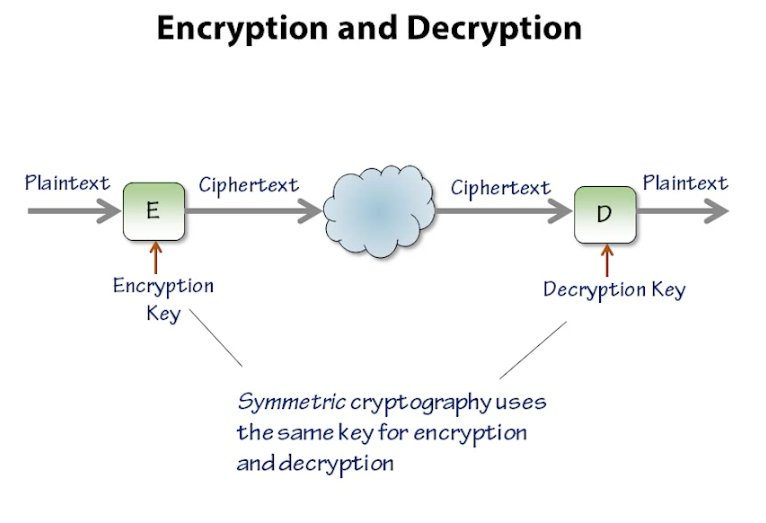 Encryption and Decryption
Plaintext
Ciphertext
Ciphertext
Plaintext
E
D
Encryption
Key
Decryption Key
Symmetric cryptography uses
the same key for encryption
and decryption